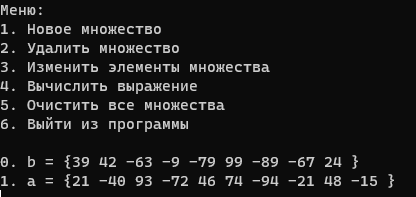 Меню:
1. Новое множество
2. Удалить множество
3. Изменить элементы множества
4. Вычислить выражение
5. Очистить все множества
6. Выйти из программы
0. b = {39 42 -63 -9 -79 99 -89 -67 24 }
1. a = {21 -40 93 -72 46 74 -94 -21 48 -15 }